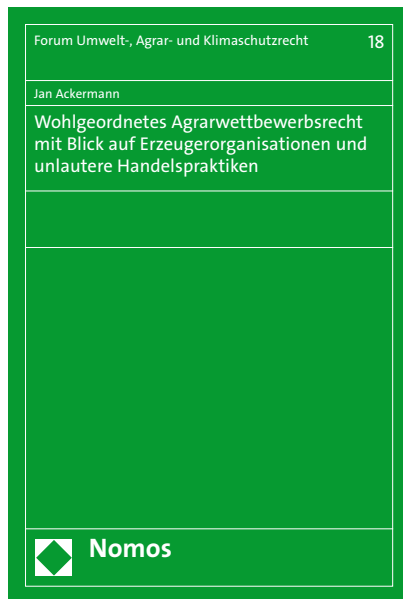 Forum Umwelt-, Agrar- und Klimaschutzrecht 18
Jan Ackermann
Wohlgeordnetes Agrarwettbewerbsrecht
mit Blick auf Erzeugerorganisationen und
unlautere Handelspraktiken
Nomos